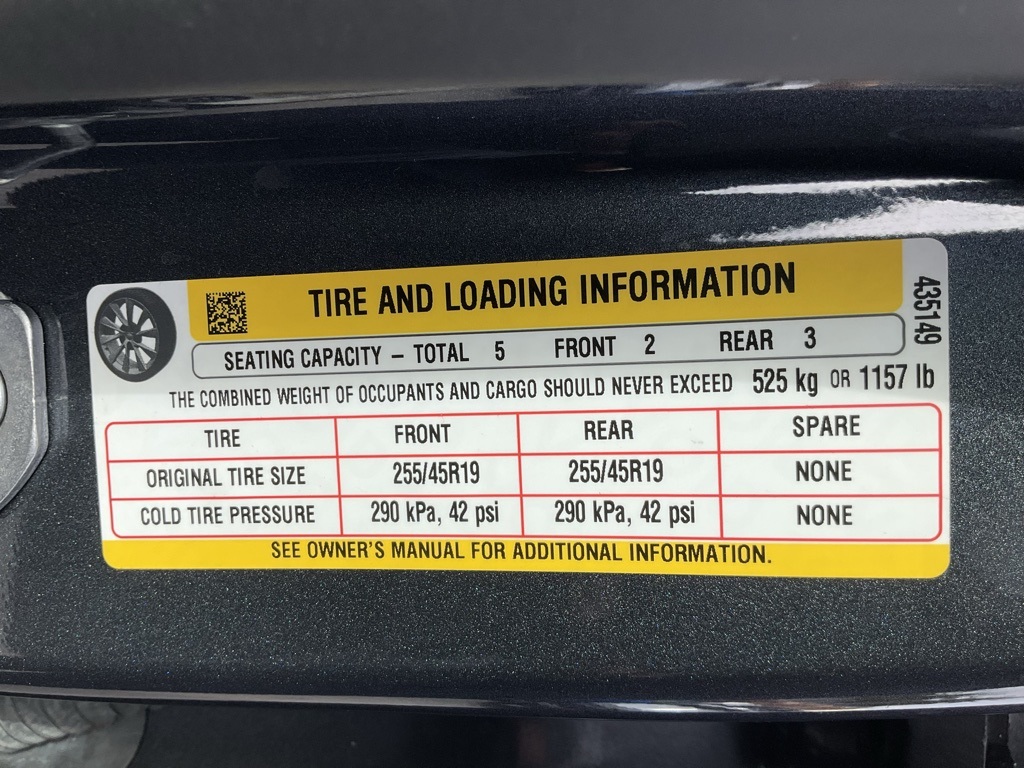 TIRE AND LOADING INFORMATION
435149
SEATING CAPACITY – TOTAL 5 FRONT 2 REAR 3
THE COMBINED WEIGHT OF OCCUPANTS AND CARGO SHOULD NEVER EXCEED 525 kg OR 1157 lb
TIRE FRONT REAR SPARE
ORIGINAL TIRE SIZE 255/45R19 255/45R19 NONE
COLD TIRE PRESSURE 290 kPa, 42 psi 290 kPa, 42 psi NONE
SEE OWNER'S MANUAL FOR ADDITIONAL INFORMATION.